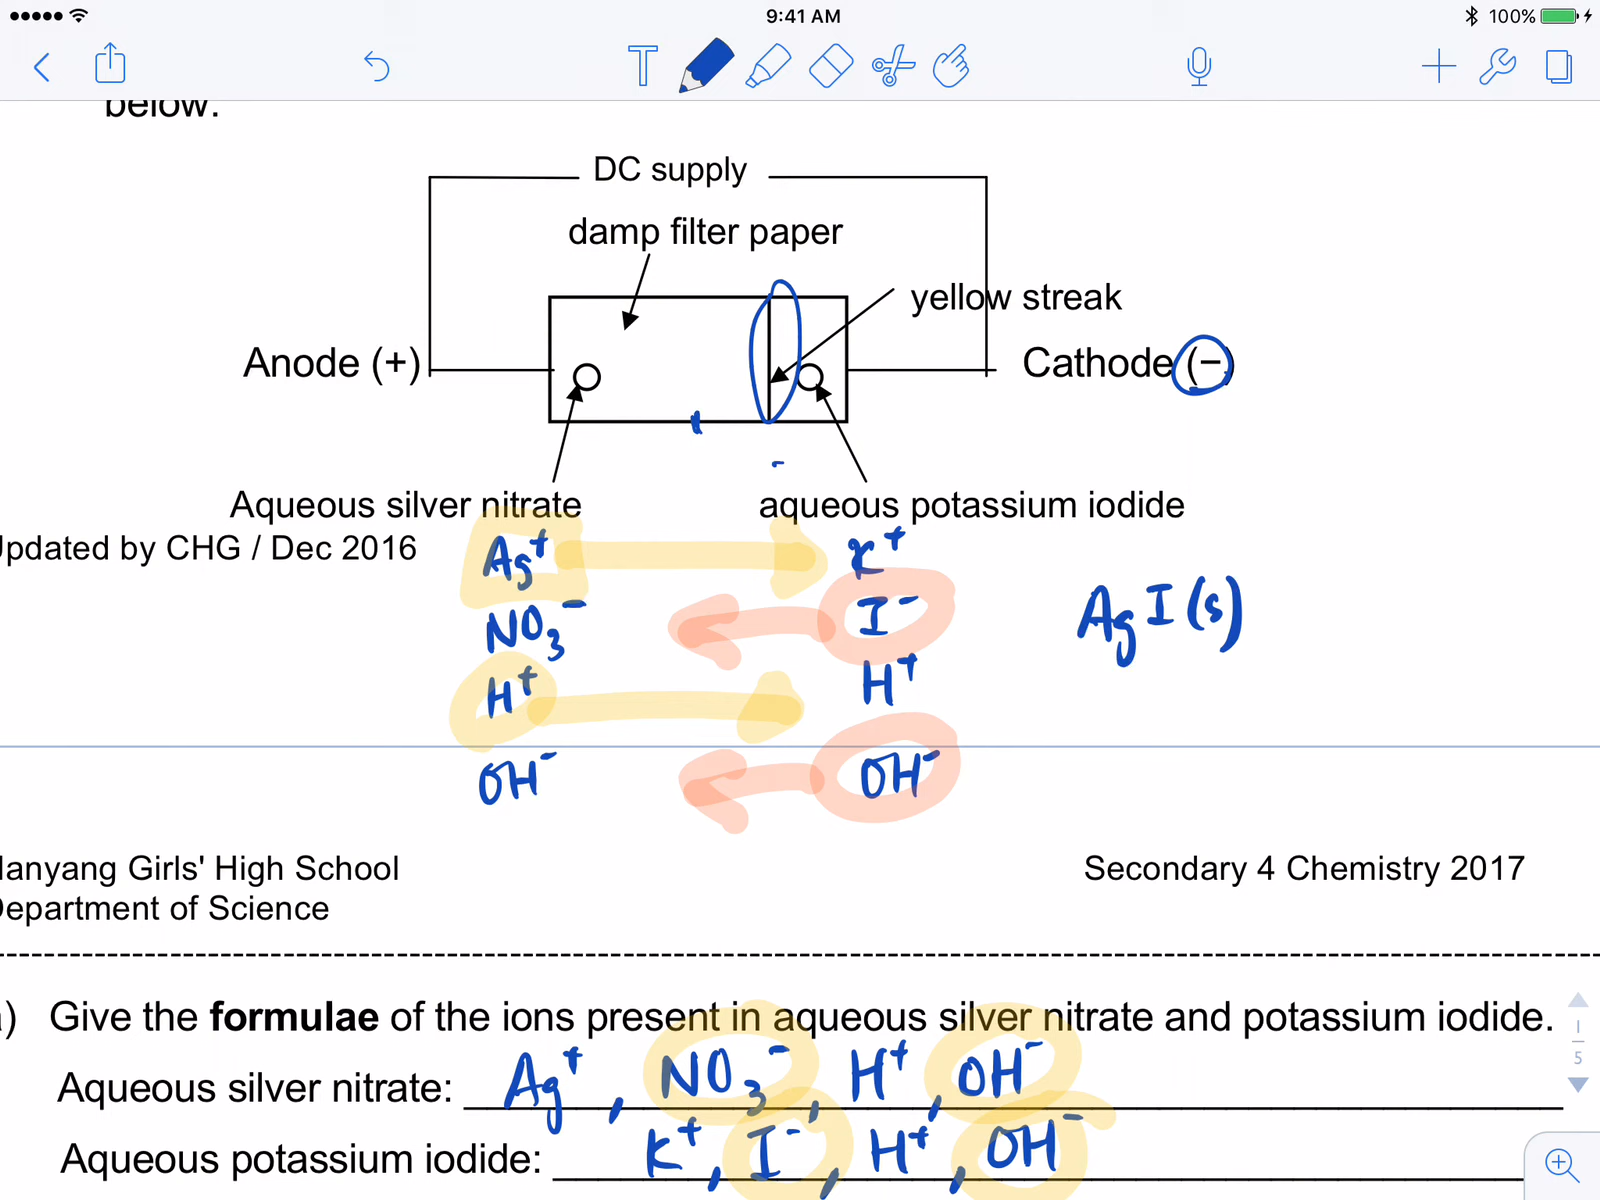 9:41 AM
100%
T
below:
DC supply
damp filter paper
yellow streak
Anode (+)
Cathode (−)
Aqueous silver nitrate
aqueous potassium iodide
Updated by CHG / Dec 2016
Ag⁺ K⁺
NO₃⁻ I⁻
AgI(s)
H⁺ H⁺
OH⁻ OH⁻
Nanyang Girls' High School
Secondary 4 Chemistry 2017
Department of Science
) Give the formulae of the ions present in aqueous silver nitrate and potassium iodide.
Aqueous silver nitrate: Ag⁺, NO₃⁻, H⁺, OH⁻
Aqueous potassium iodide: K⁺, I⁻, H⁺, OH⁻
1
5